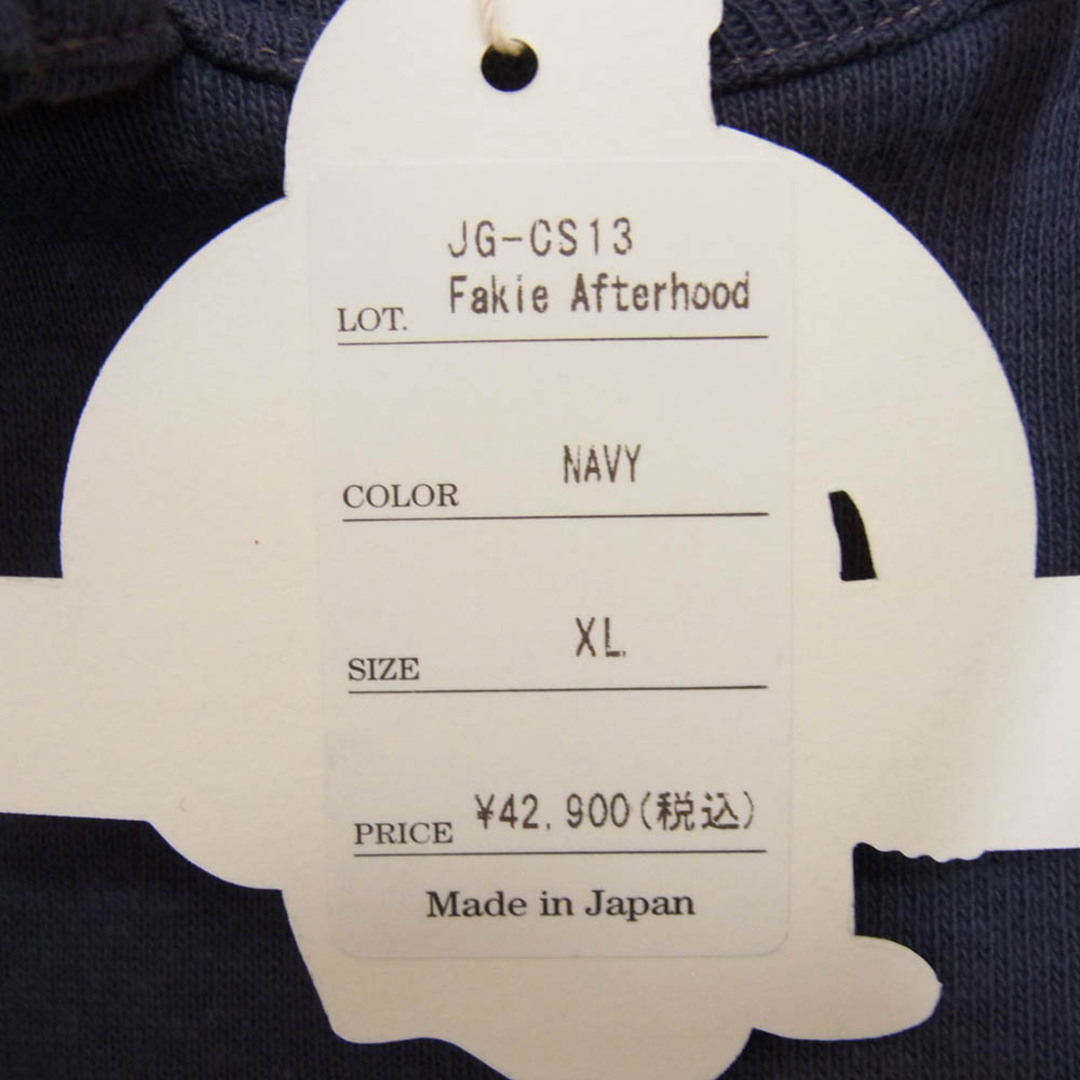 JG-CS13
LOT. Fakie Afterhood
COLOR NAVY
SIZE XL
PRICE ¥42,900(税込)
Made in Japan